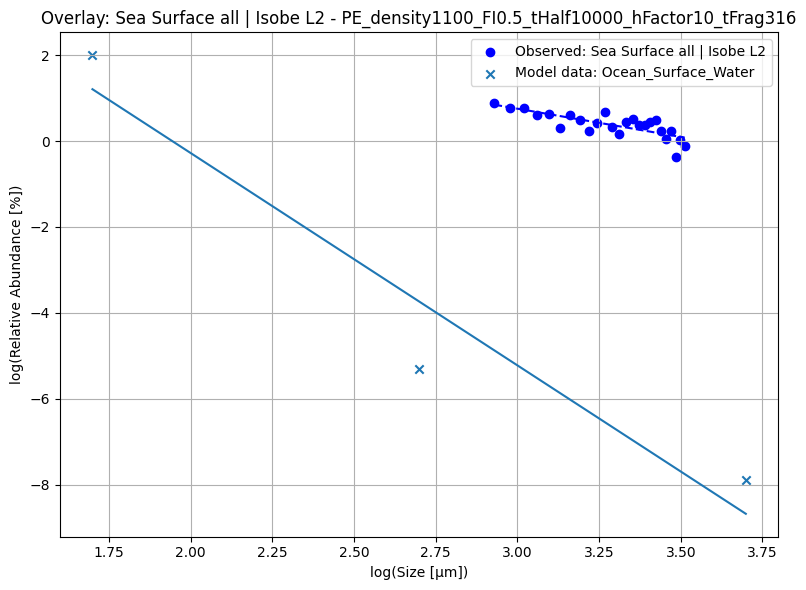 Overlay: Sea Surface all | Isobe L2 - PE_density1100_FI0.5_tHalf10000_hFactor10_tFrag316
Observed: Sea Surface all | Isobe L2
Model data: Ocean_Surface_Water
log(Relative Abundance [%])
2
0
−2
−4
−6
−8
1.75 2.00 2.25 2.50 2.75 3.00 3.25 3.50 3.75
log(Size [μm])